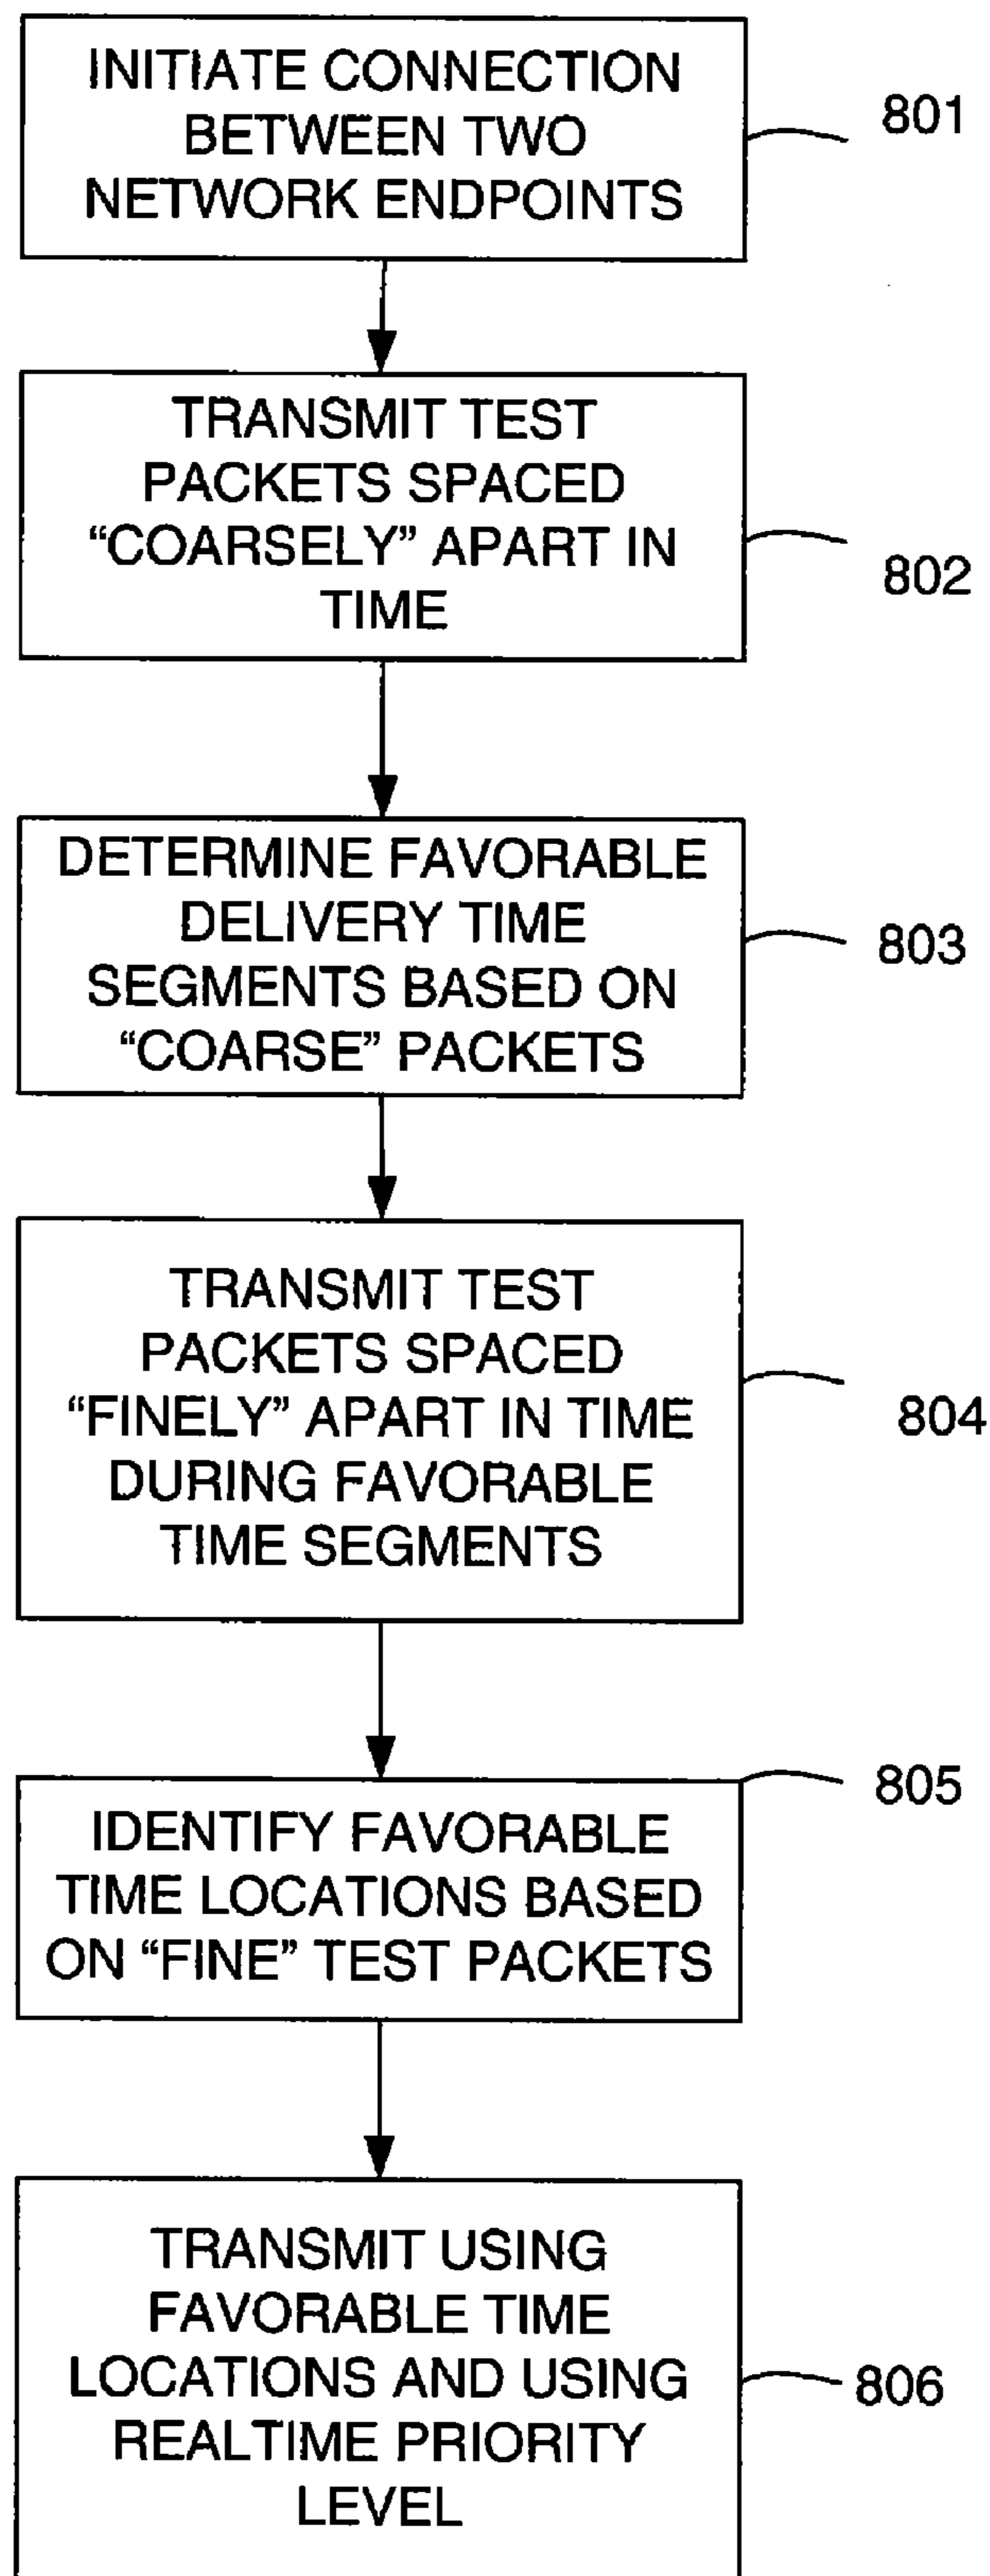 INITIATE CONNECTION
BETWEEN TWO
NETWORK ENDPOINTS
801
TRANSMIT TEST
PACKETS SPACED
“COARSELY” APART IN
TIME
802
DETERMINE FAVORABLE
DELIVERY TIME
SEGMENTS BASED ON
“COARSE” PACKETS
803
TRANSMIT TEST
PACKETS SPACED
“FINELY” APART IN TIME
DURING FAVORABLE
TIME SEGMENTS
804
805
IDENTIFY FAVORABLE
TIME LOCATIONS BASED
ON “FINE” TEST PACKETS
TRANSMIT USING
FAVORABLE TIME
LOCATIONS AND USING
REALTIME PRIORITY
LEVEL
806